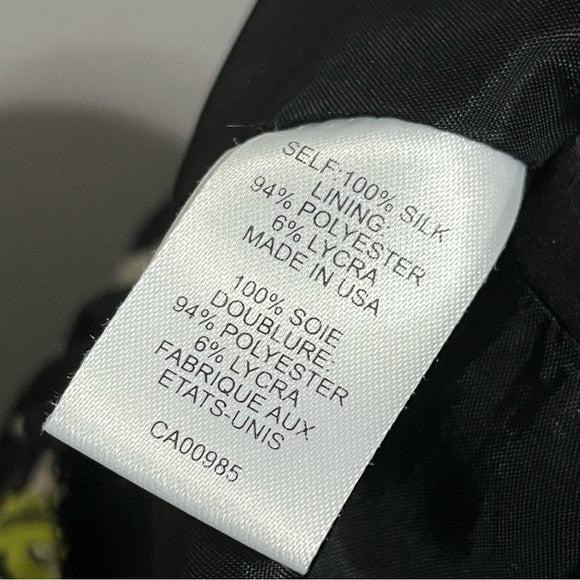 SELF:100% SILK
LINING
94% POLYESTER
6% LYCRA
MADE IN USA
100% SOIE
DOUBLURE.
94% POLYESTER
6% LYCRA
FABRIQUE AUX
ETATS-UNIS
CA00985